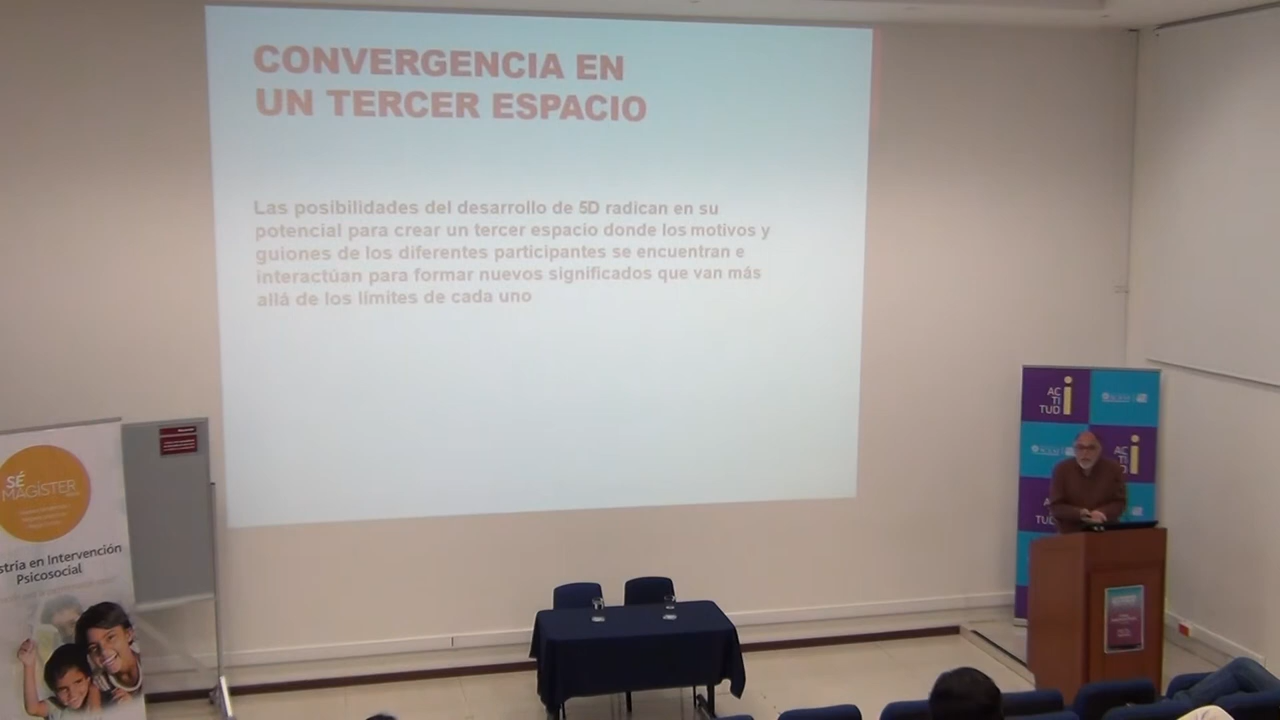 CONVERGENCIA EN
UN TERCER ESPACIO
Las posibilidades del desarrollo de 5D radican en su
potencial para crear un tercer espacio donde los motivos y
guiones de los diferentes participantes se encuentran e
interactúan para formar nuevos significados que van más
allá de los límites de cada uno
SÉ
MAGÍSTER
stría en Intervención
Psicosocial
AC
TI
TUD
i
AC
TI
i